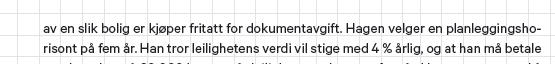 av en slik bolig er kjøper fritatt for dokumentavgift. Hagen velger en planleggingsho-
risont på fem år. Han tror leilighetens verdi vil stige med 4 % årlig, og at han må betale